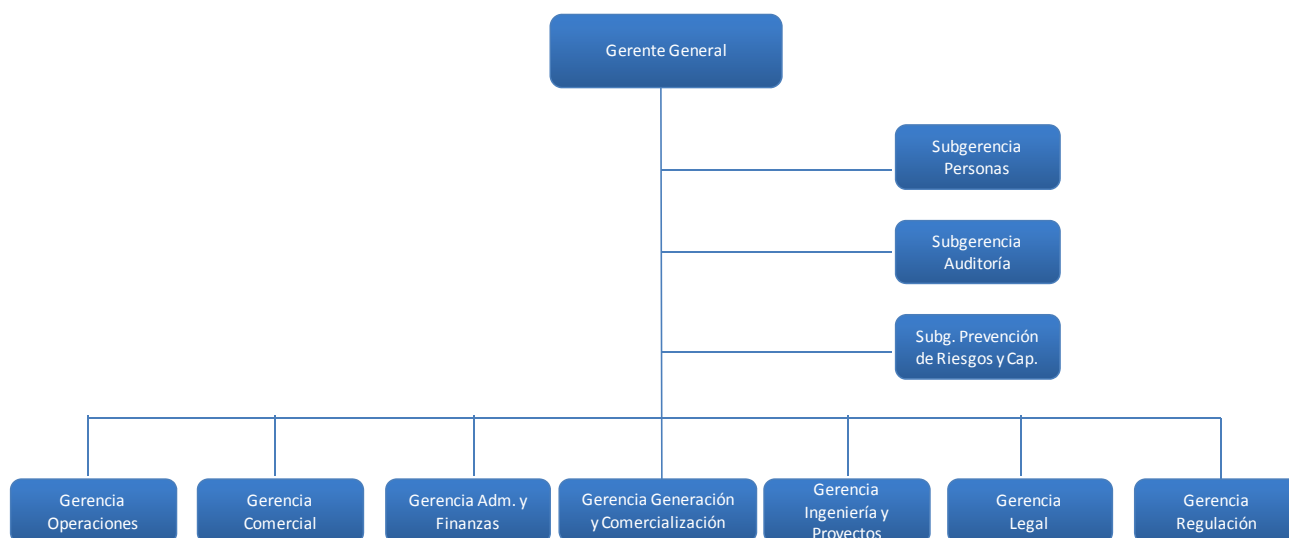 Gerente General
Subgerencia
Personas
Subgerencia
Auditoría
Subg. Prevención
de Riesgos y Cap.
Gerencia
Operaciones
Gerencia
Comercial
Gerencia Adm. y
Finanzas
Gerencia Generación
y Comercialización
Gerencia
Ingeniería y
Proyectos
Gerencia
Legal
Gerencia
Regulación